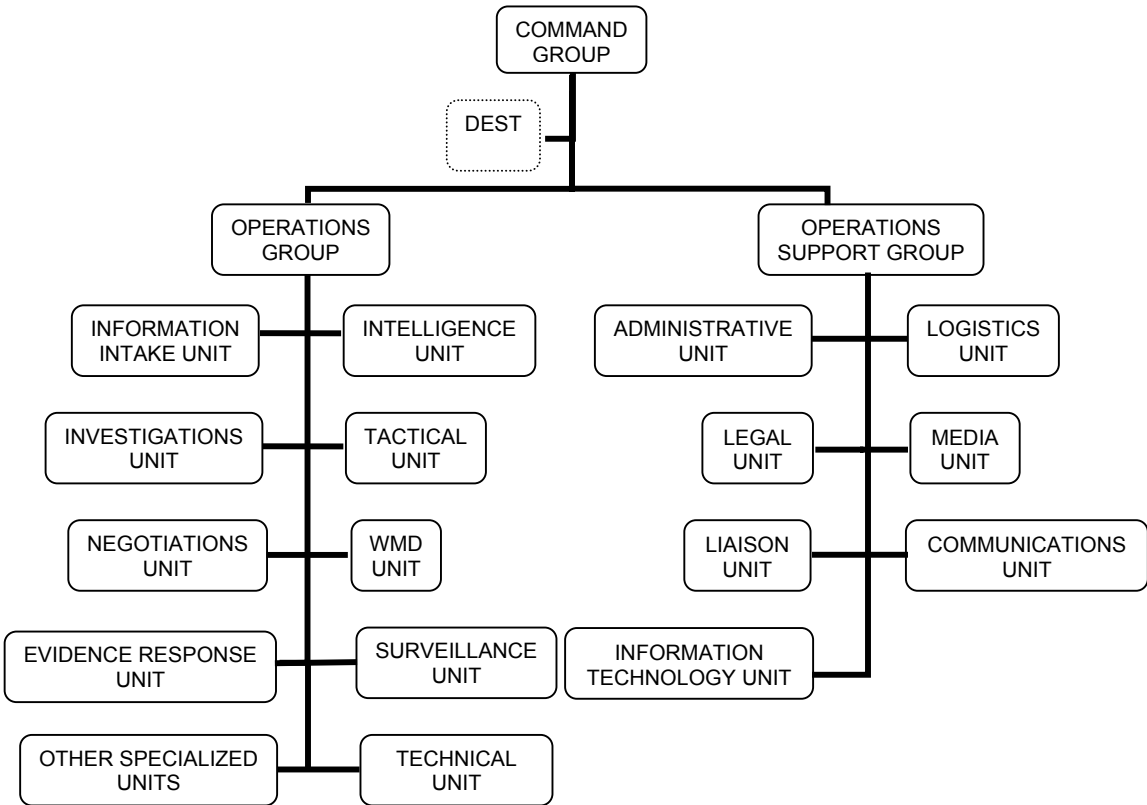 COMMAND
GROUP
DEST
OPERATIONS
GROUP
OPERATIONS
SUPPORT GROUP
INFORMATION
INTAKE UNIT
INTELLIGENCE
UNIT
ADMINISTRATIVE
UNIT
LOGISTICS
UNIT
INVESTIGATIONS
UNIT
TACTICAL
UNIT
LEGAL
UNIT
MEDIA
UNIT
NEGOTIATIONS
UNIT
WMD
UNIT
LIAISON
UNIT
COMMUNICATIONS
UNIT
EVIDENCE RESPONSE
UNIT
SURVEILLANCE
UNIT
INFORMATION
TECHNOLOGY UNIT
OTHER SPECIALIZED
UNITS
TECHNICAL
UNIT